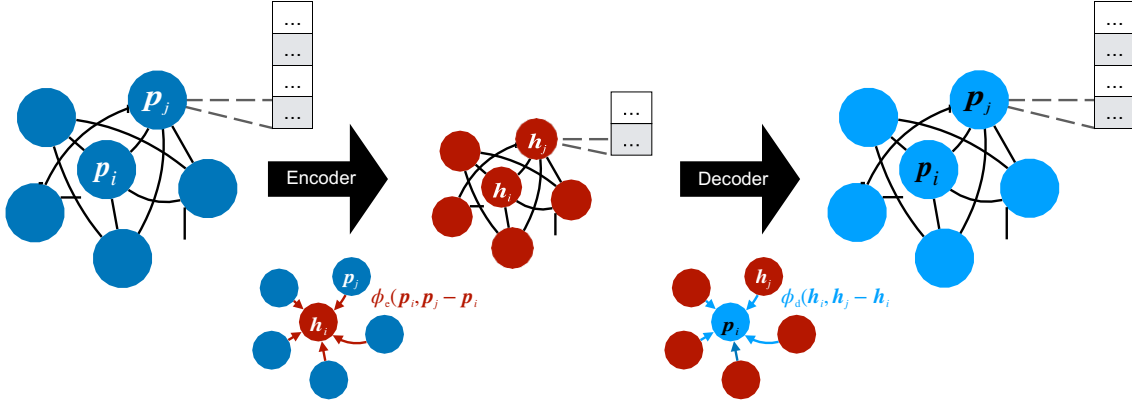 ...
...
...
...
p_j
p_i
Encoder
...
...
h_j
h_i
Decoder
...
...
...
...
p_j
p_i
p_j
h_i
ϕ_e(p_i, p_j − p_i
h_j
p_i
ϕ_d(h_i, h_j − h_i